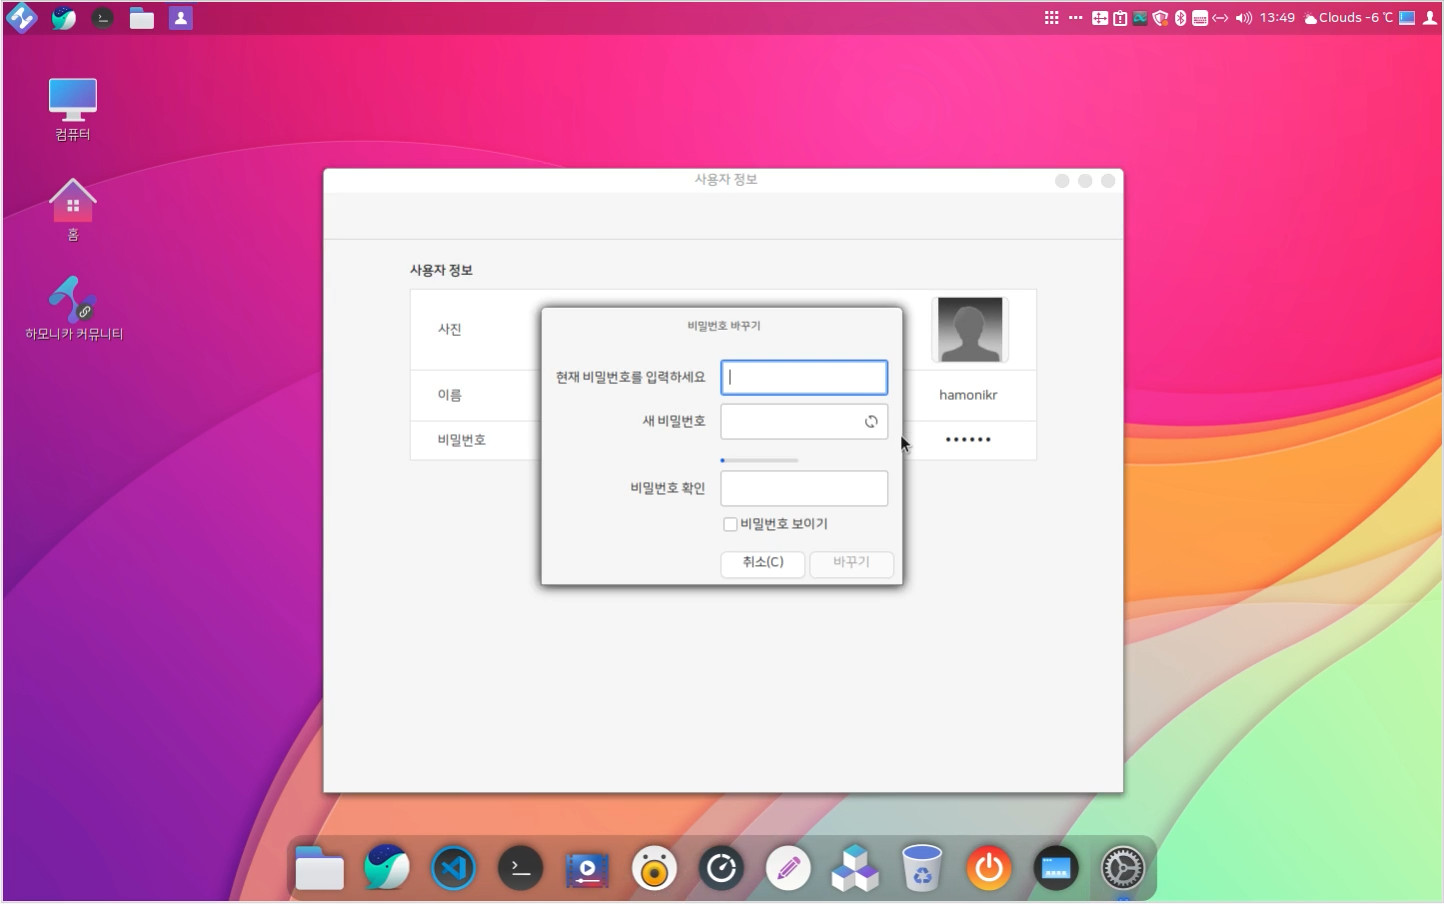 13:49 Clouds -6 ℃
컴퓨터
홈
하모니카 커뮤니티
사용자 정보
사용자 정보
사진
이름
hamonikr
비밀번호
••••••
비밀번호 바꾸기
현재 비밀번호를 입력하세요
새 비밀번호
비밀번호 확인
비밀번호 보이기
취소(C)
바꾸기